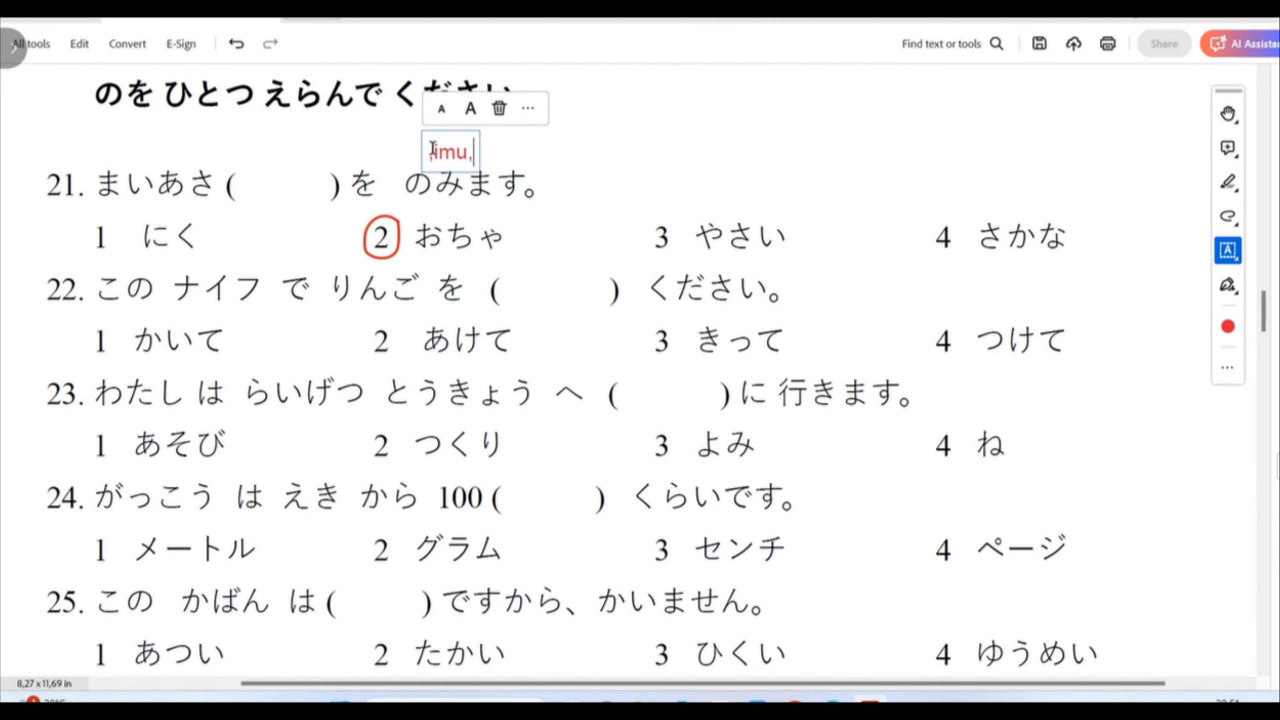 All tools Edit Convert E-Sign Find text or tools Share AI Assista
のを ひとつ えらんで ください
A A
,imu,
21. まいあさ ( ) を のみます。
1 にく 2 おちゃ 3 やさい 4 さかな
22. この ナイフ で りんご を ( ) ください。
1 かいて 2 あけて 3 きって 4 つけて
23. わたし は らいげつ とうきょう へ ( ) に 行きます。
1 あそび 2 つくり 3 よみ 4 ね
24. がっこう は えき から 100 ( ) くらいです。
1 メートル 2 グラム 3 センチ 4 ページ
25. この かばん は ( ) ですから、かいません。
1 あつい 2 たかい 3 ひくい 4 ゆうめい
8,27 x 11,69 in